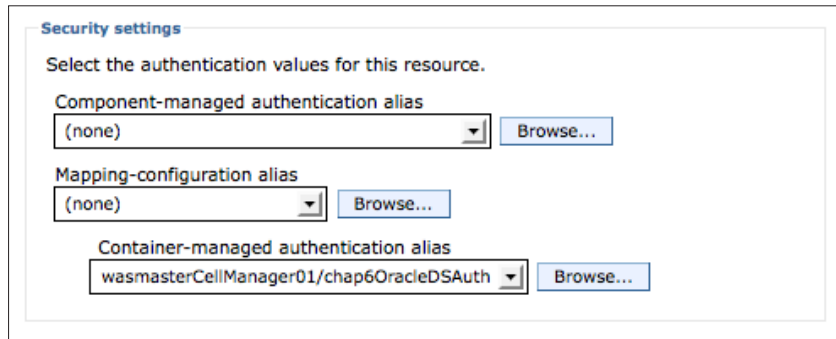 Security settings
Select the authentication values for this resource.
Component-managed authentication alias
(none) Browse...
Mapping-configuration alias
(none) Browse...
Container-managed authentication alias
wasmasterCellManager01/chap6OracleDSAuth Browse...